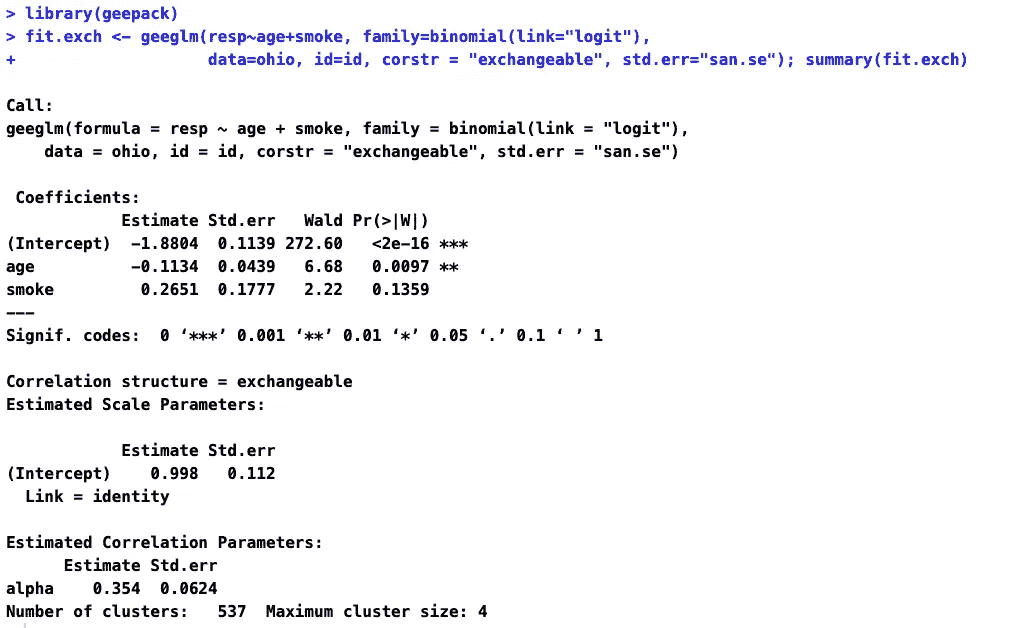 > library(geepack)
> fit.exch <- geeglm(resp~age+smoke, family=binomial(link="logit"),
+                    data=ohio, id=id, corstr = "exchangeable", std.err="san.se"); summary(fit.exch)
Call:
geeglm(formula = resp ~ age + smoke, family = binomial(link = "logit"),
    data = ohio, id = id, corstr = "exchangeable", std.err = "san.se")
 Coefficients:
            Estimate Std.err   Wald Pr(>|W|)
(Intercept)  -1.8804  0.1139 272.60   <2e-16 ***
age          -0.1134  0.0439   6.68   0.0097 **
smoke         0.2651  0.1777   2.22   0.1359
---
Signif. codes:  0 ‘***’ 0.001 ‘**’ 0.01 ‘*’ 0.05 ‘.’ 0.1 ‘ ’ 1
Correlation structure = exchangeable
Estimated Scale Parameters:
            Estimate Std.err
(Intercept)    0.998   0.112
  Link = identity
Estimated Correlation Parameters:
      Estimate Std.err
alpha    0.354  0.0624
Number of clusters:   537  Maximum cluster size: 4